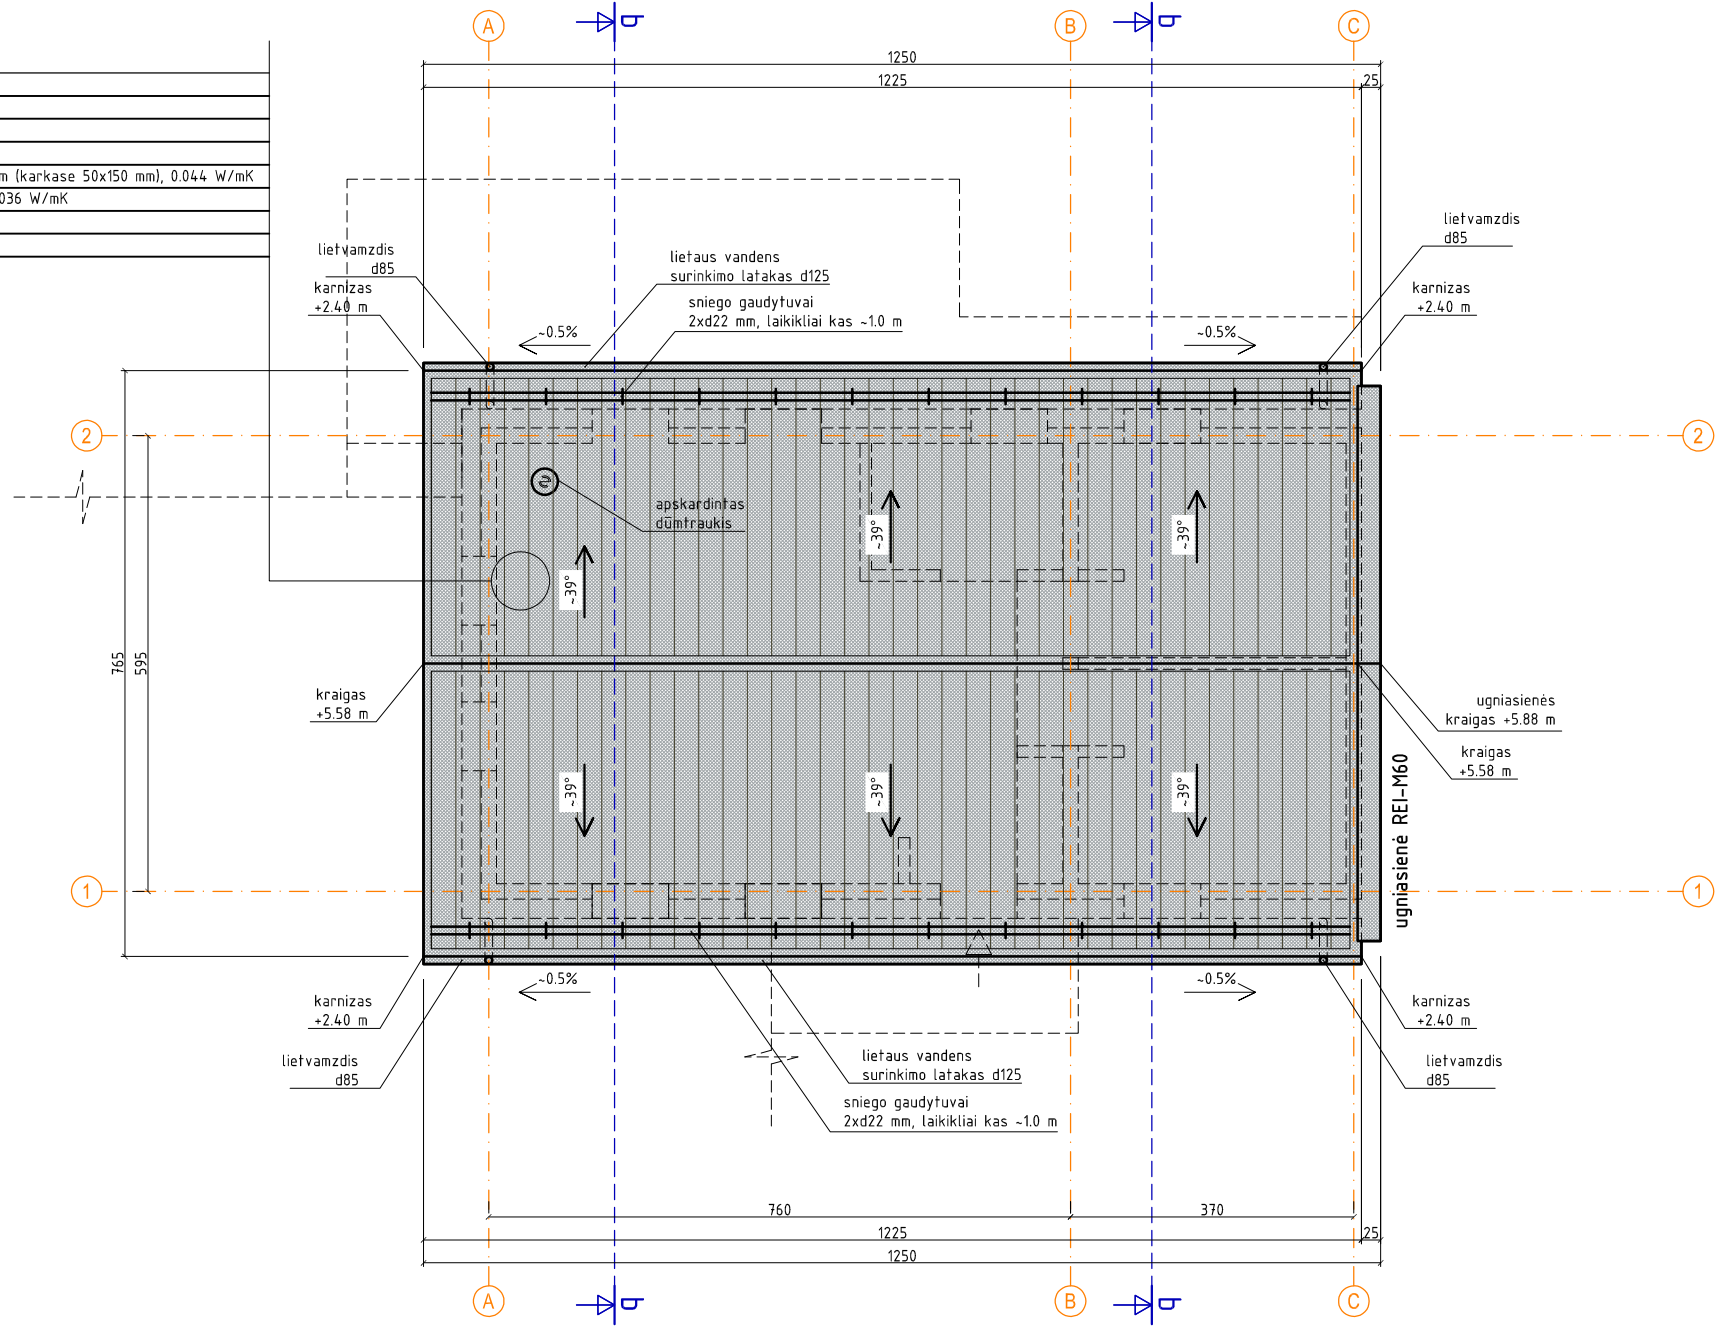 A
B
C
b
b
1250
1225
25
m (karkase 50x150 mm), 0.044 W/mK
036 W/mK
lietvamzdis
d85
karnizas
+2.40 m
lietaus vandens
surinkimo latakas d125
sniego gaudytuvai
2xd22 mm, laikikliai kas ~1.0 m
lietvamzdis
d85
karnizas
+2.40 m
~0.5%
~0.5%
2
2
apskardintas
dūmtraukis
~39°
~39°
~39°
765
595
kraigas
+5.58 m
ugniasienės
kraigas +5.88 m
kraigas
+5.58 m
ugniasienė REI-M60
~39°
~39°
~39°
1
1
~0.5%
~0.5%
karnizas
+2.40 m
lietvamzdis
d85
lietaus vandens
surinkimo latakas d125
sniego gaudytuvai
2xd22 mm, laikikliai kas ~1.0 m
karnizas
+2.40 m
lietvamzdis
d85
760
370
1225
25
1250
A
B
C
b
b